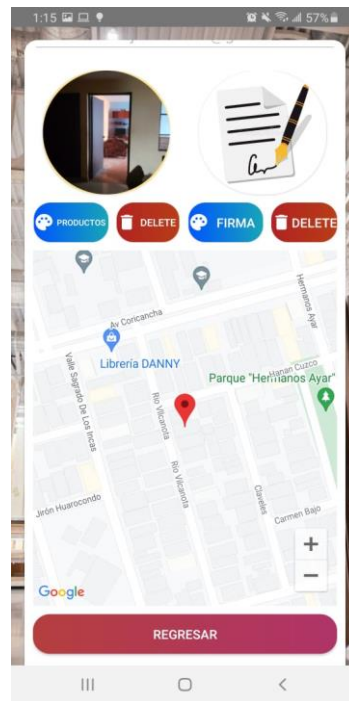 1:15
57%
PRODUCTOS
DELETE
FIRMA
DELETE
Av Coricancha
Hermanos Ayar
Librería DANNY
Valle Sagrado De Los Incas
Hanan Cuzco
Parque "Hermanos Ayar"
Rio Vilcanota
Rio Vilcanota
Claveles
Jirón Huarocondo
Carmen Bajo
+
−
Google
REGRESAR